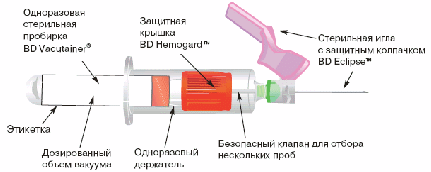 Одноразовая
стерильная
пробирка
BD Vacutainer®
Защитная
крышка
BD Hemogard™
Стерильная игла
с защитным колпачком
BD Eclipse™
Этикетка
Дозированный
объем вакуума
Одноразовый
держатель
Безопасный клапан для отбора
нескольких проб